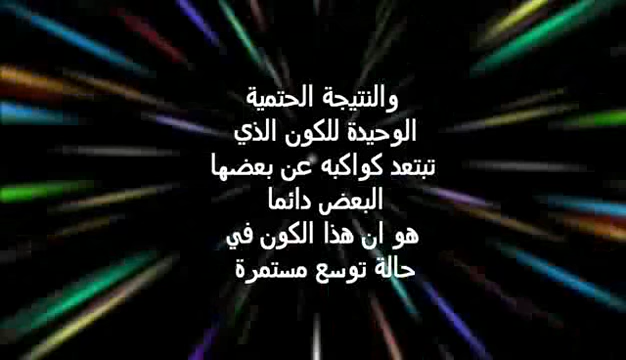 والنتيجة الحتمية
الوحيدة للكون الذي
تبتعد كواكبه عن بعضها
البعض دائما
هو ان هذا الكون في
حالة توسع مستمرة